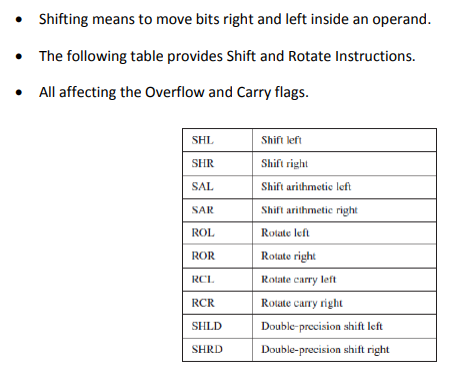 • Shifting means to move bits right and left inside an operand.
• The following table provides Shift and Rotate Instructions.
• All affecting the Overflow and Carry flags.
SHL Shift left
SHR Shift right
SAL Shift arithmetic left
SAR Shift arithmetic right
ROL Rotate left
ROR Rotate right
RCL Rotate carry left
RCR Rotate carry right
SHLD Double-precision shift left
SHRD Double-precision shift right